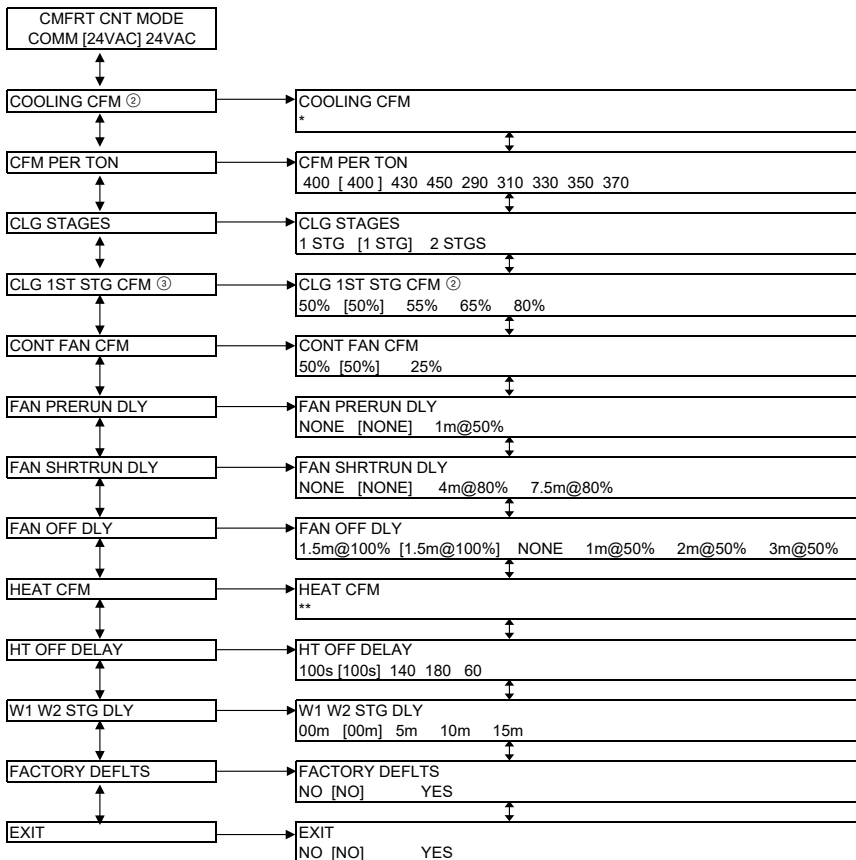 CMFRT CNT MODE
COMM [24VAC] 24VAC
COOLING CFM ②
COOLING CFM
*
CFM PER TON
CFM PER TON
400 [ 400 ] 430 450 290 310 330 350 370
CLG STAGES
CLG STAGES
1 STG [1 STG] 2 STGS
CLG 1ST STG CFM ③
CLG 1ST STG CFM ②
50% [50%] 55% 65% 80%
CONT FAN CFM
CONT FAN CFM
50% [50%] 25%
FAN PRERUN DLY
FAN PRERUN DLY
NONE [NONE] 1m@50%
FAN SHRTRUN DLY
FAN SHRTRUN DLY
NONE [NONE] 4m@80% 7.5m@80%
FAN OFF DLY
FAN OFF DLY
1.5m@100% [1.5m@100%] NONE 1m@50% 2m@50% 3m@50%
HEAT CFM
HEAT CFM
**
HT OFF DELAY
HT OFF DELAY
100s [100s] 140 180 60
W1 W2 STG DLY
W1 W2 STG DLY
00m [00m] 5m 10m 15m
FACTORY DEFLTS
FACTORY DEFLTS
NO [NO] YES
EXIT
EXIT
NO [NO] YES